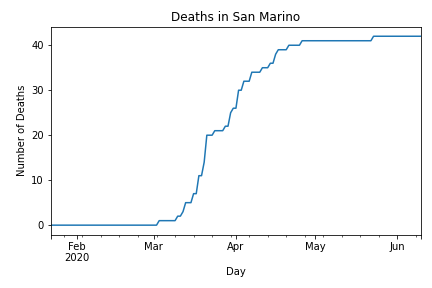 Deaths in San Marino
Number of Deaths
40
30
20
10
0
Feb
2020
Mar
Apr
May
Jun
Day